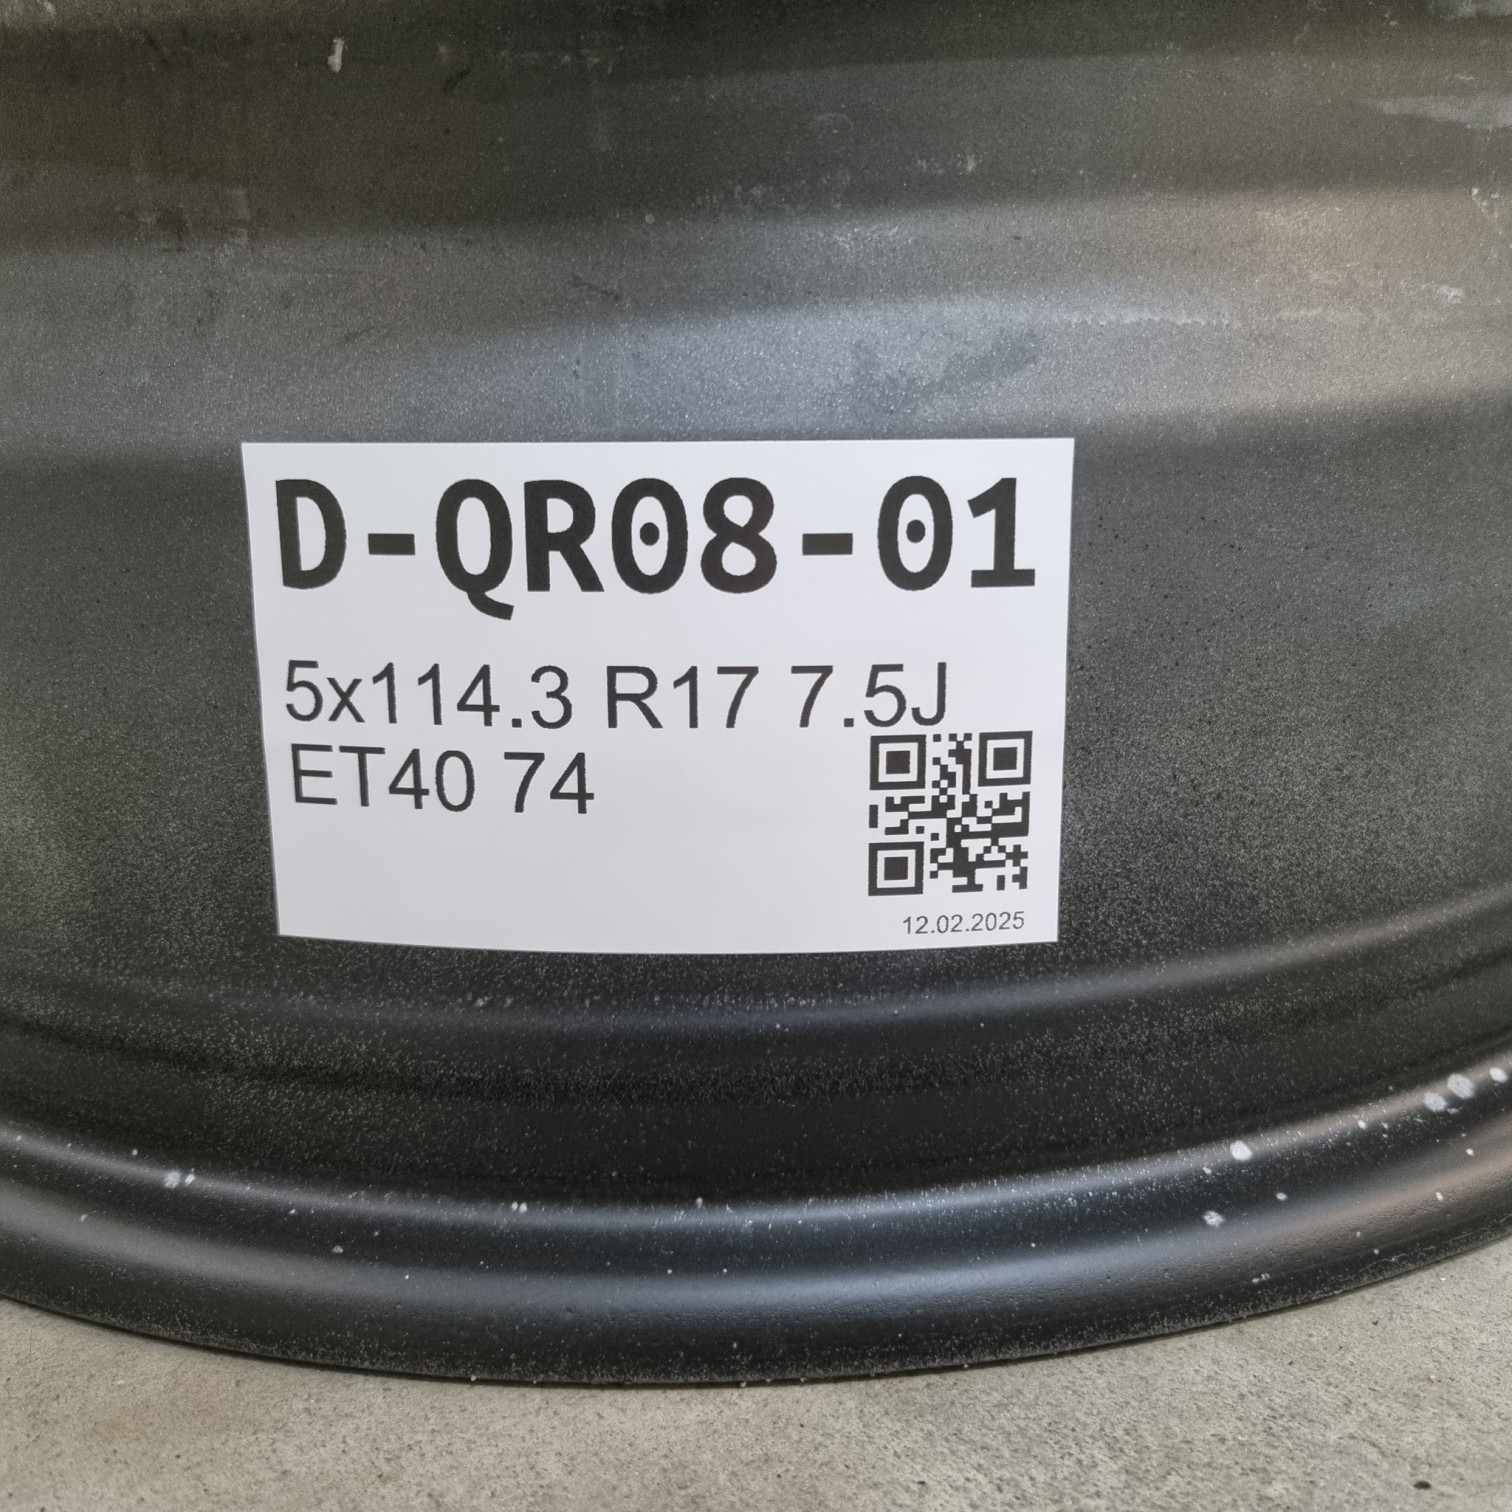 D-QR08-01
5x114.3 R17 7.5J
ET40 74
12.02.2025